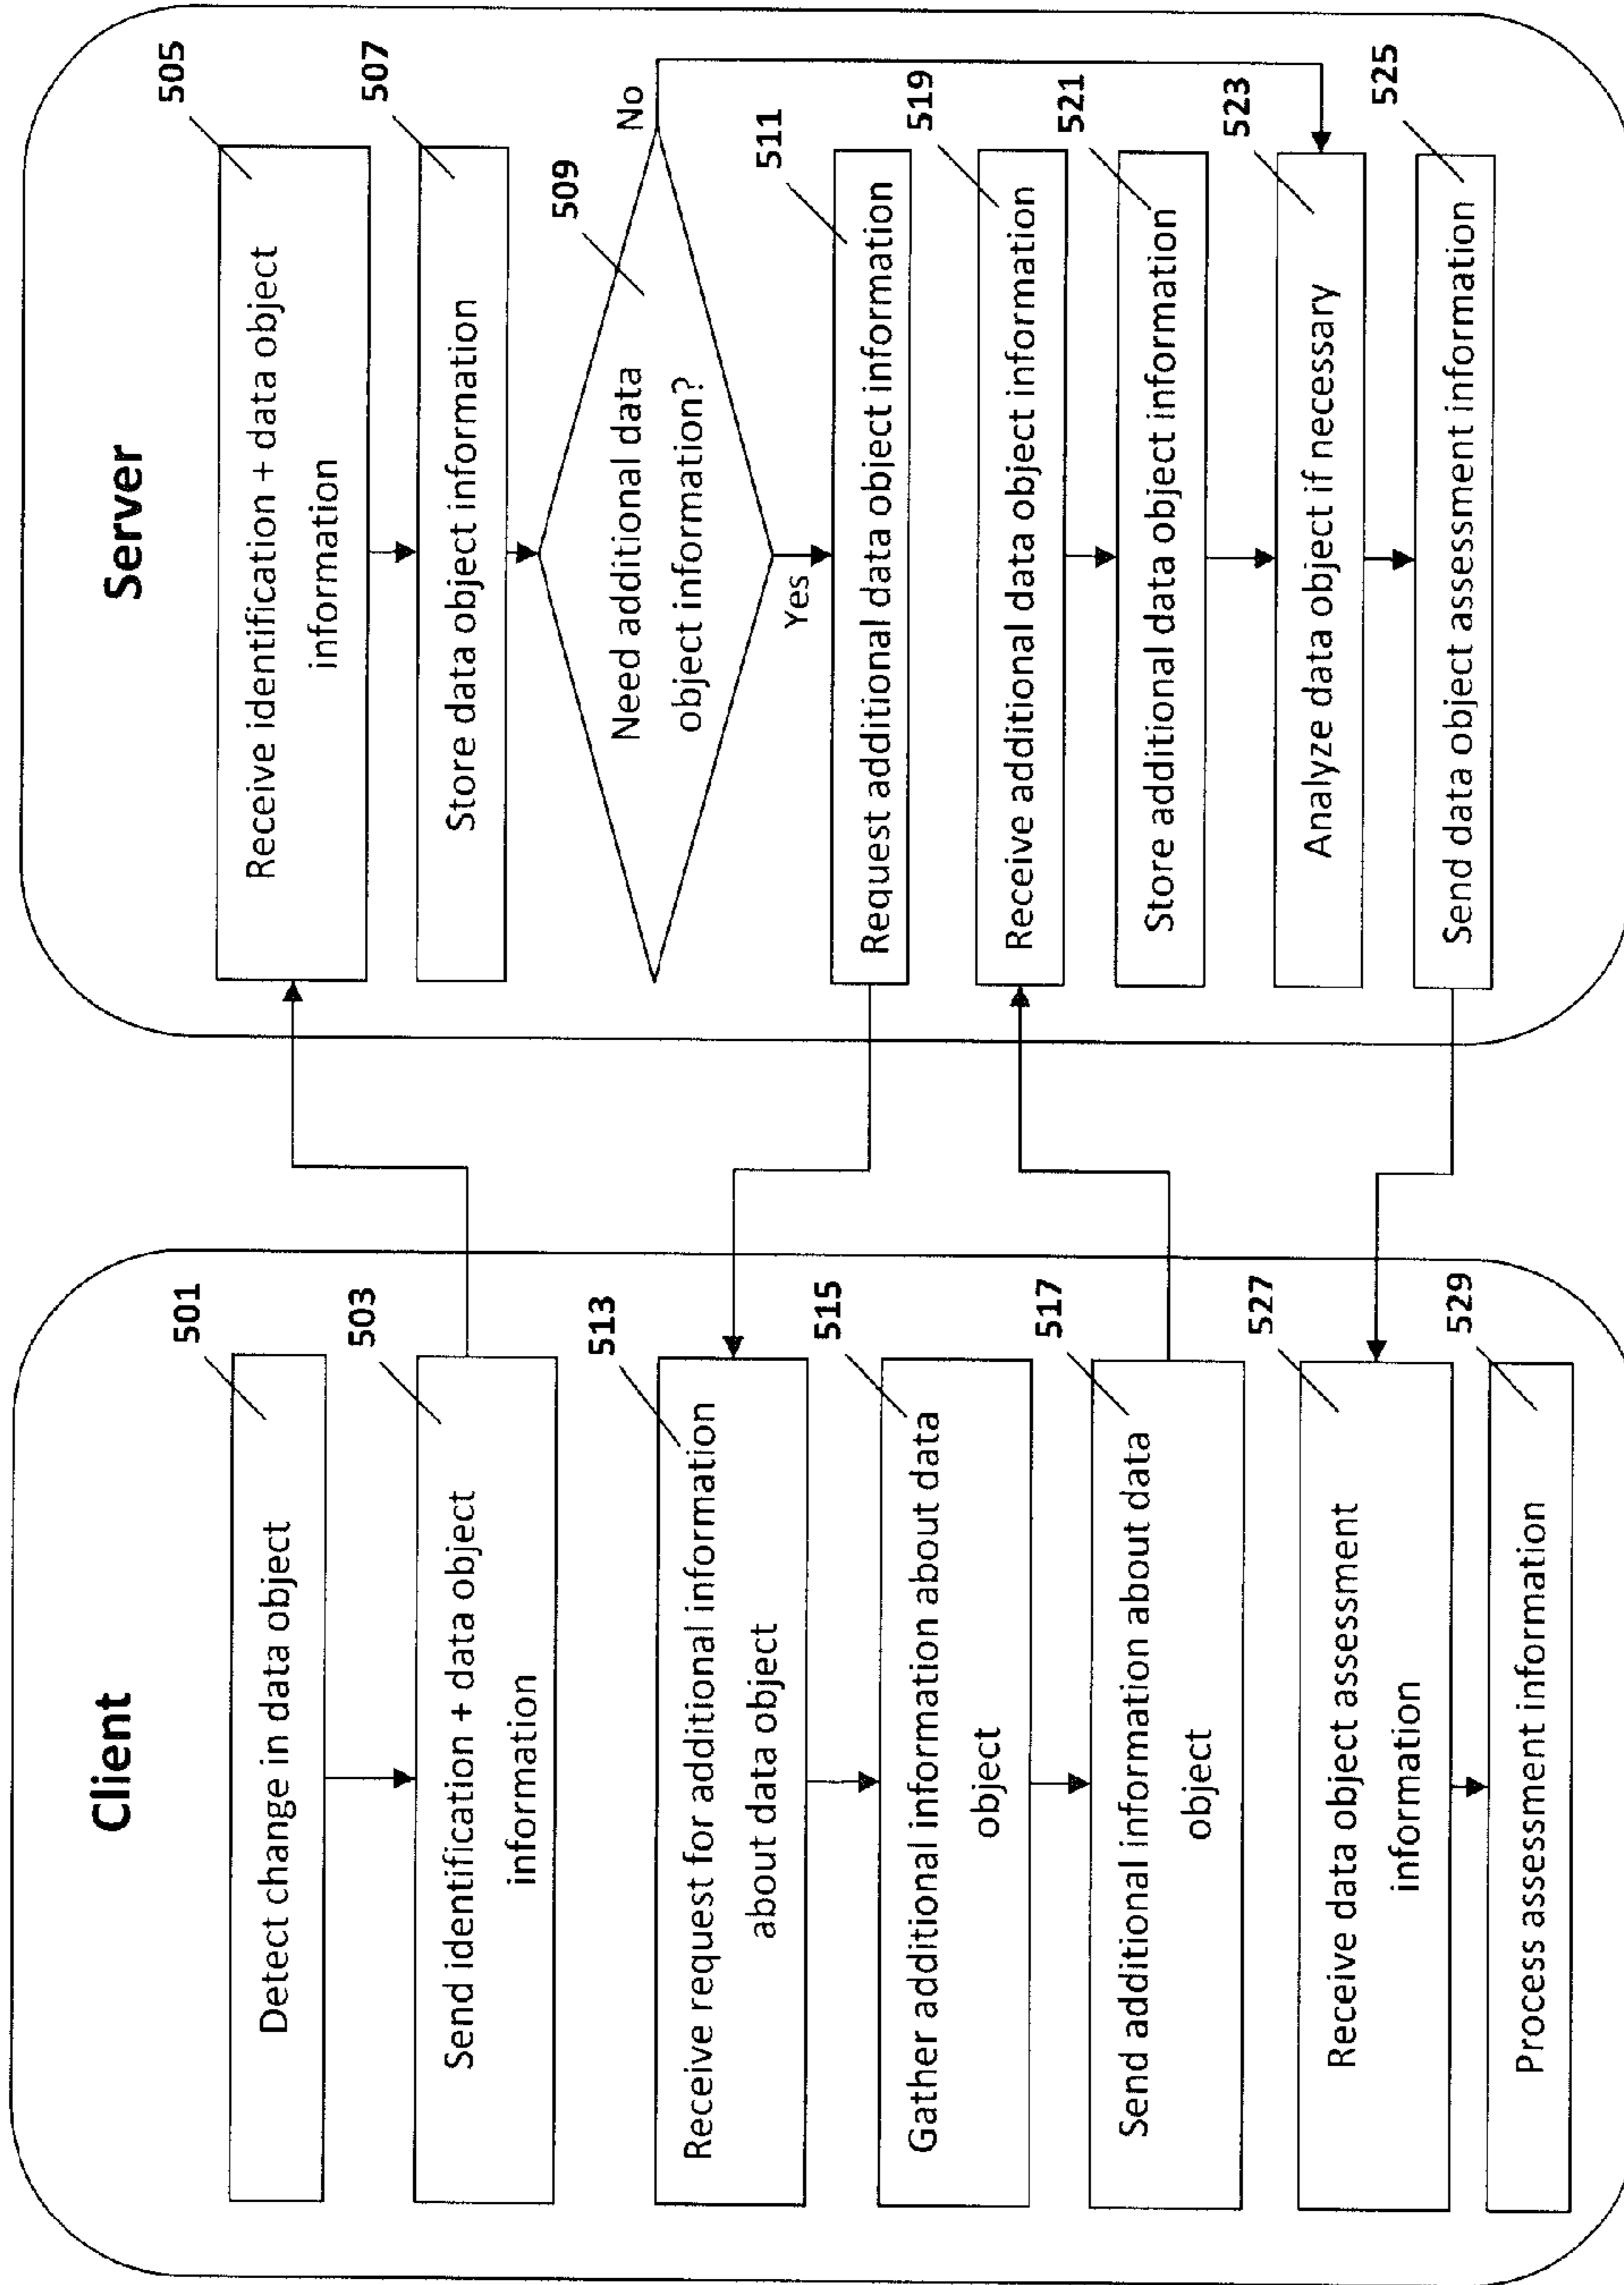 Client
501
Detect change in data object
503
Send identification + data object
information
513
Receive request for additional information
about data object
515
Gather additional information about data
object
517
Send additional information about data
object
527
Receive data object assessment
information
529
Process assessment information
Server
505
Receive identification + data object
information
507
Store data object information
509
Need additional data
object information?
No
Yes
511
Request additional data object information
519
Receive additional data object information
521
Store additional data object information
523
Analyze data object if necessary
525
Send data object assessment information